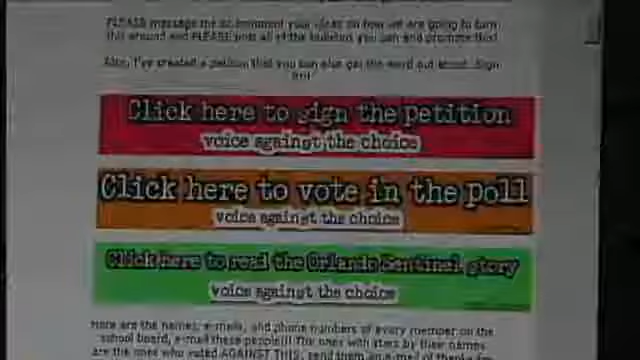 PLEASE message me or comment your ideas on how we are going to turn
this around and PLEASE post all of the bulletins you can and promote this!
Also, I've created a petition that you can also get the word out about. Sign
it!
Click here to sign the petition
voice against the choice
Click here to vote in the poll
voice against the choice
Click here to read the Orlando Sentinel story
voice against the choice
Here are the names, e-mails, and phone numbers of every member on the
school board, e-mail these people!!! The ones with stars by their names
are the ones who voted AGAINST THIS, send them an e-mail of thanks